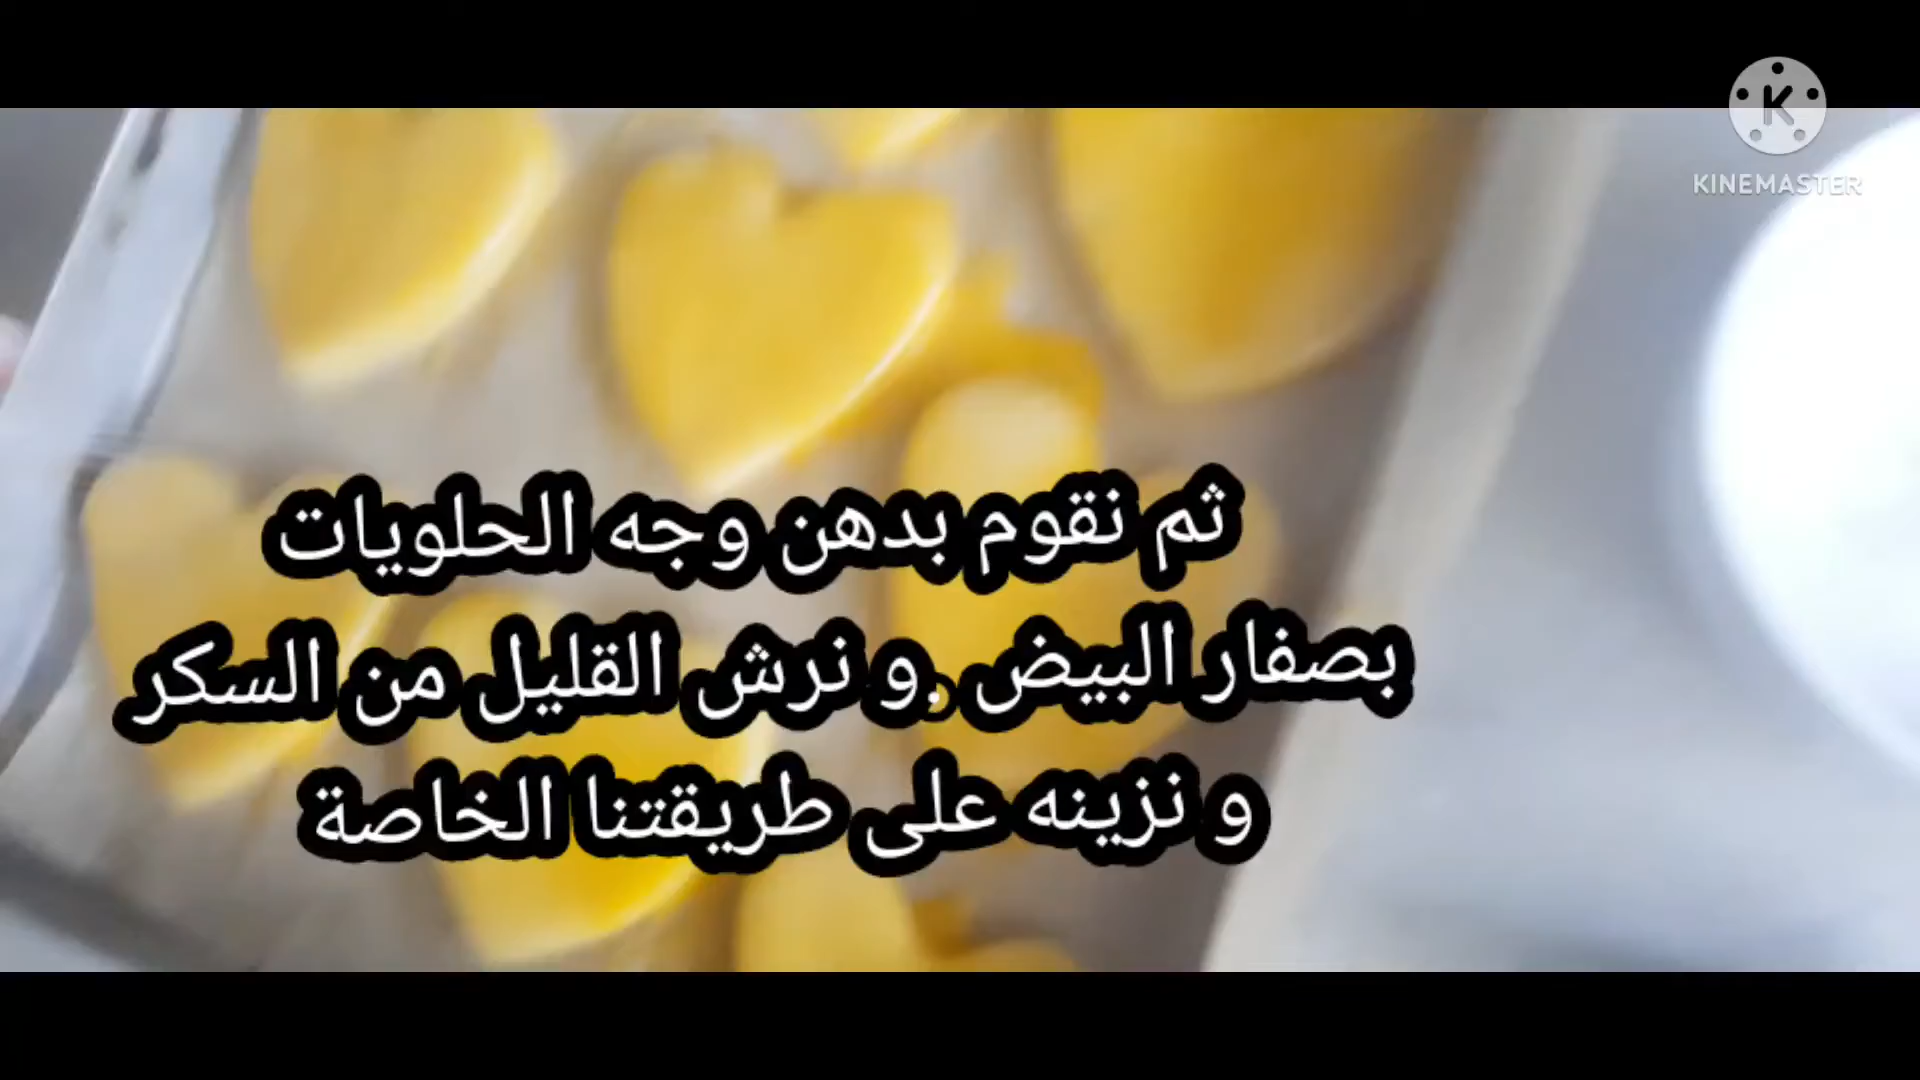 KINEMASTER
ثم نقوم بدهن وجه الحلويات
بصفار البيض .و نرش القليل من السكر
و نزينه على طريقتنا الخاصة